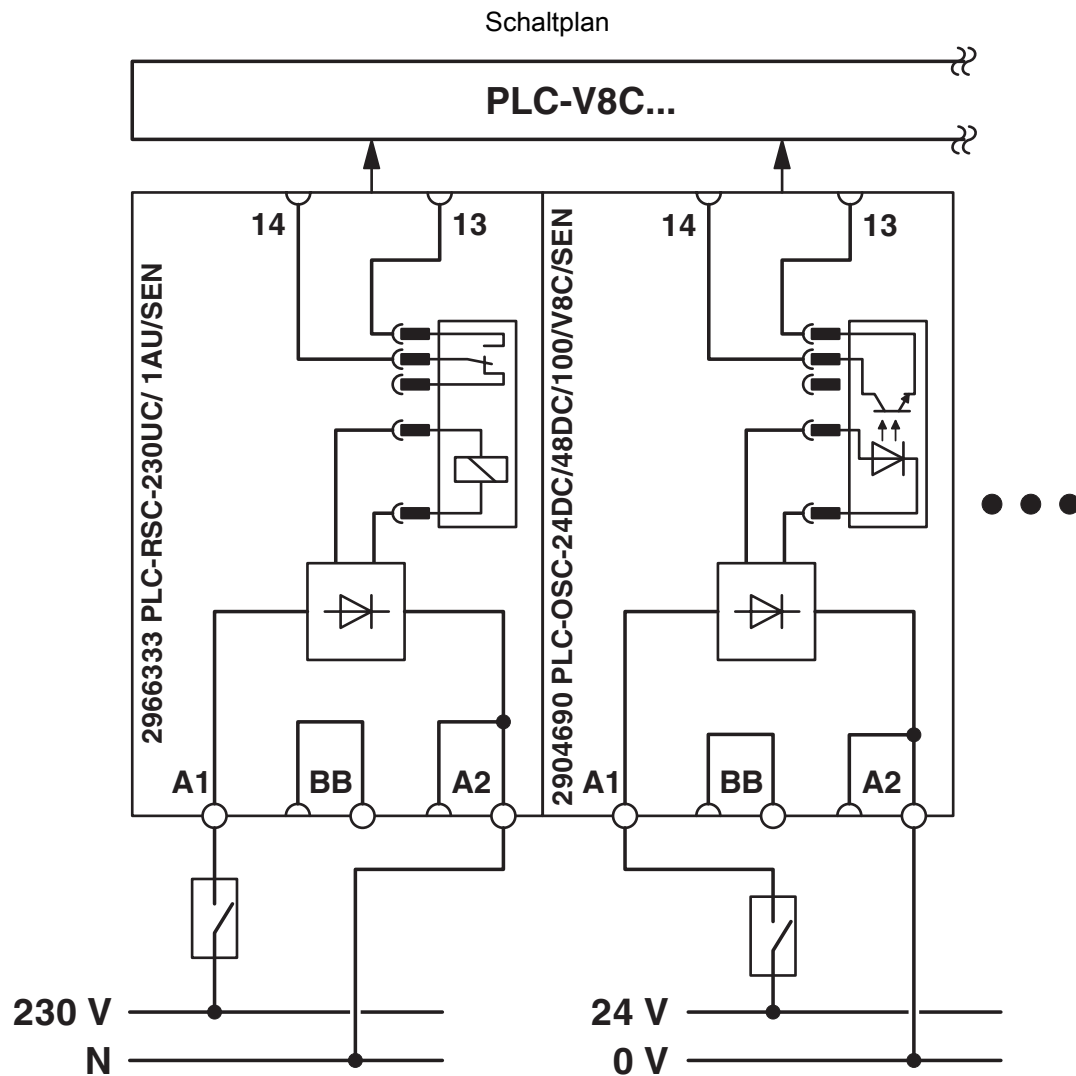 Schaltplan
PLC-V8C...
14
13
14
13
2966333 PLC-RSC-230UC/ 1AU/SEN
2904690 PLC-OSC-24DC/48DC/100/V8C/SEN
A1
BB
A2
A1
BB
A2
230 V
24 V
N
0 V